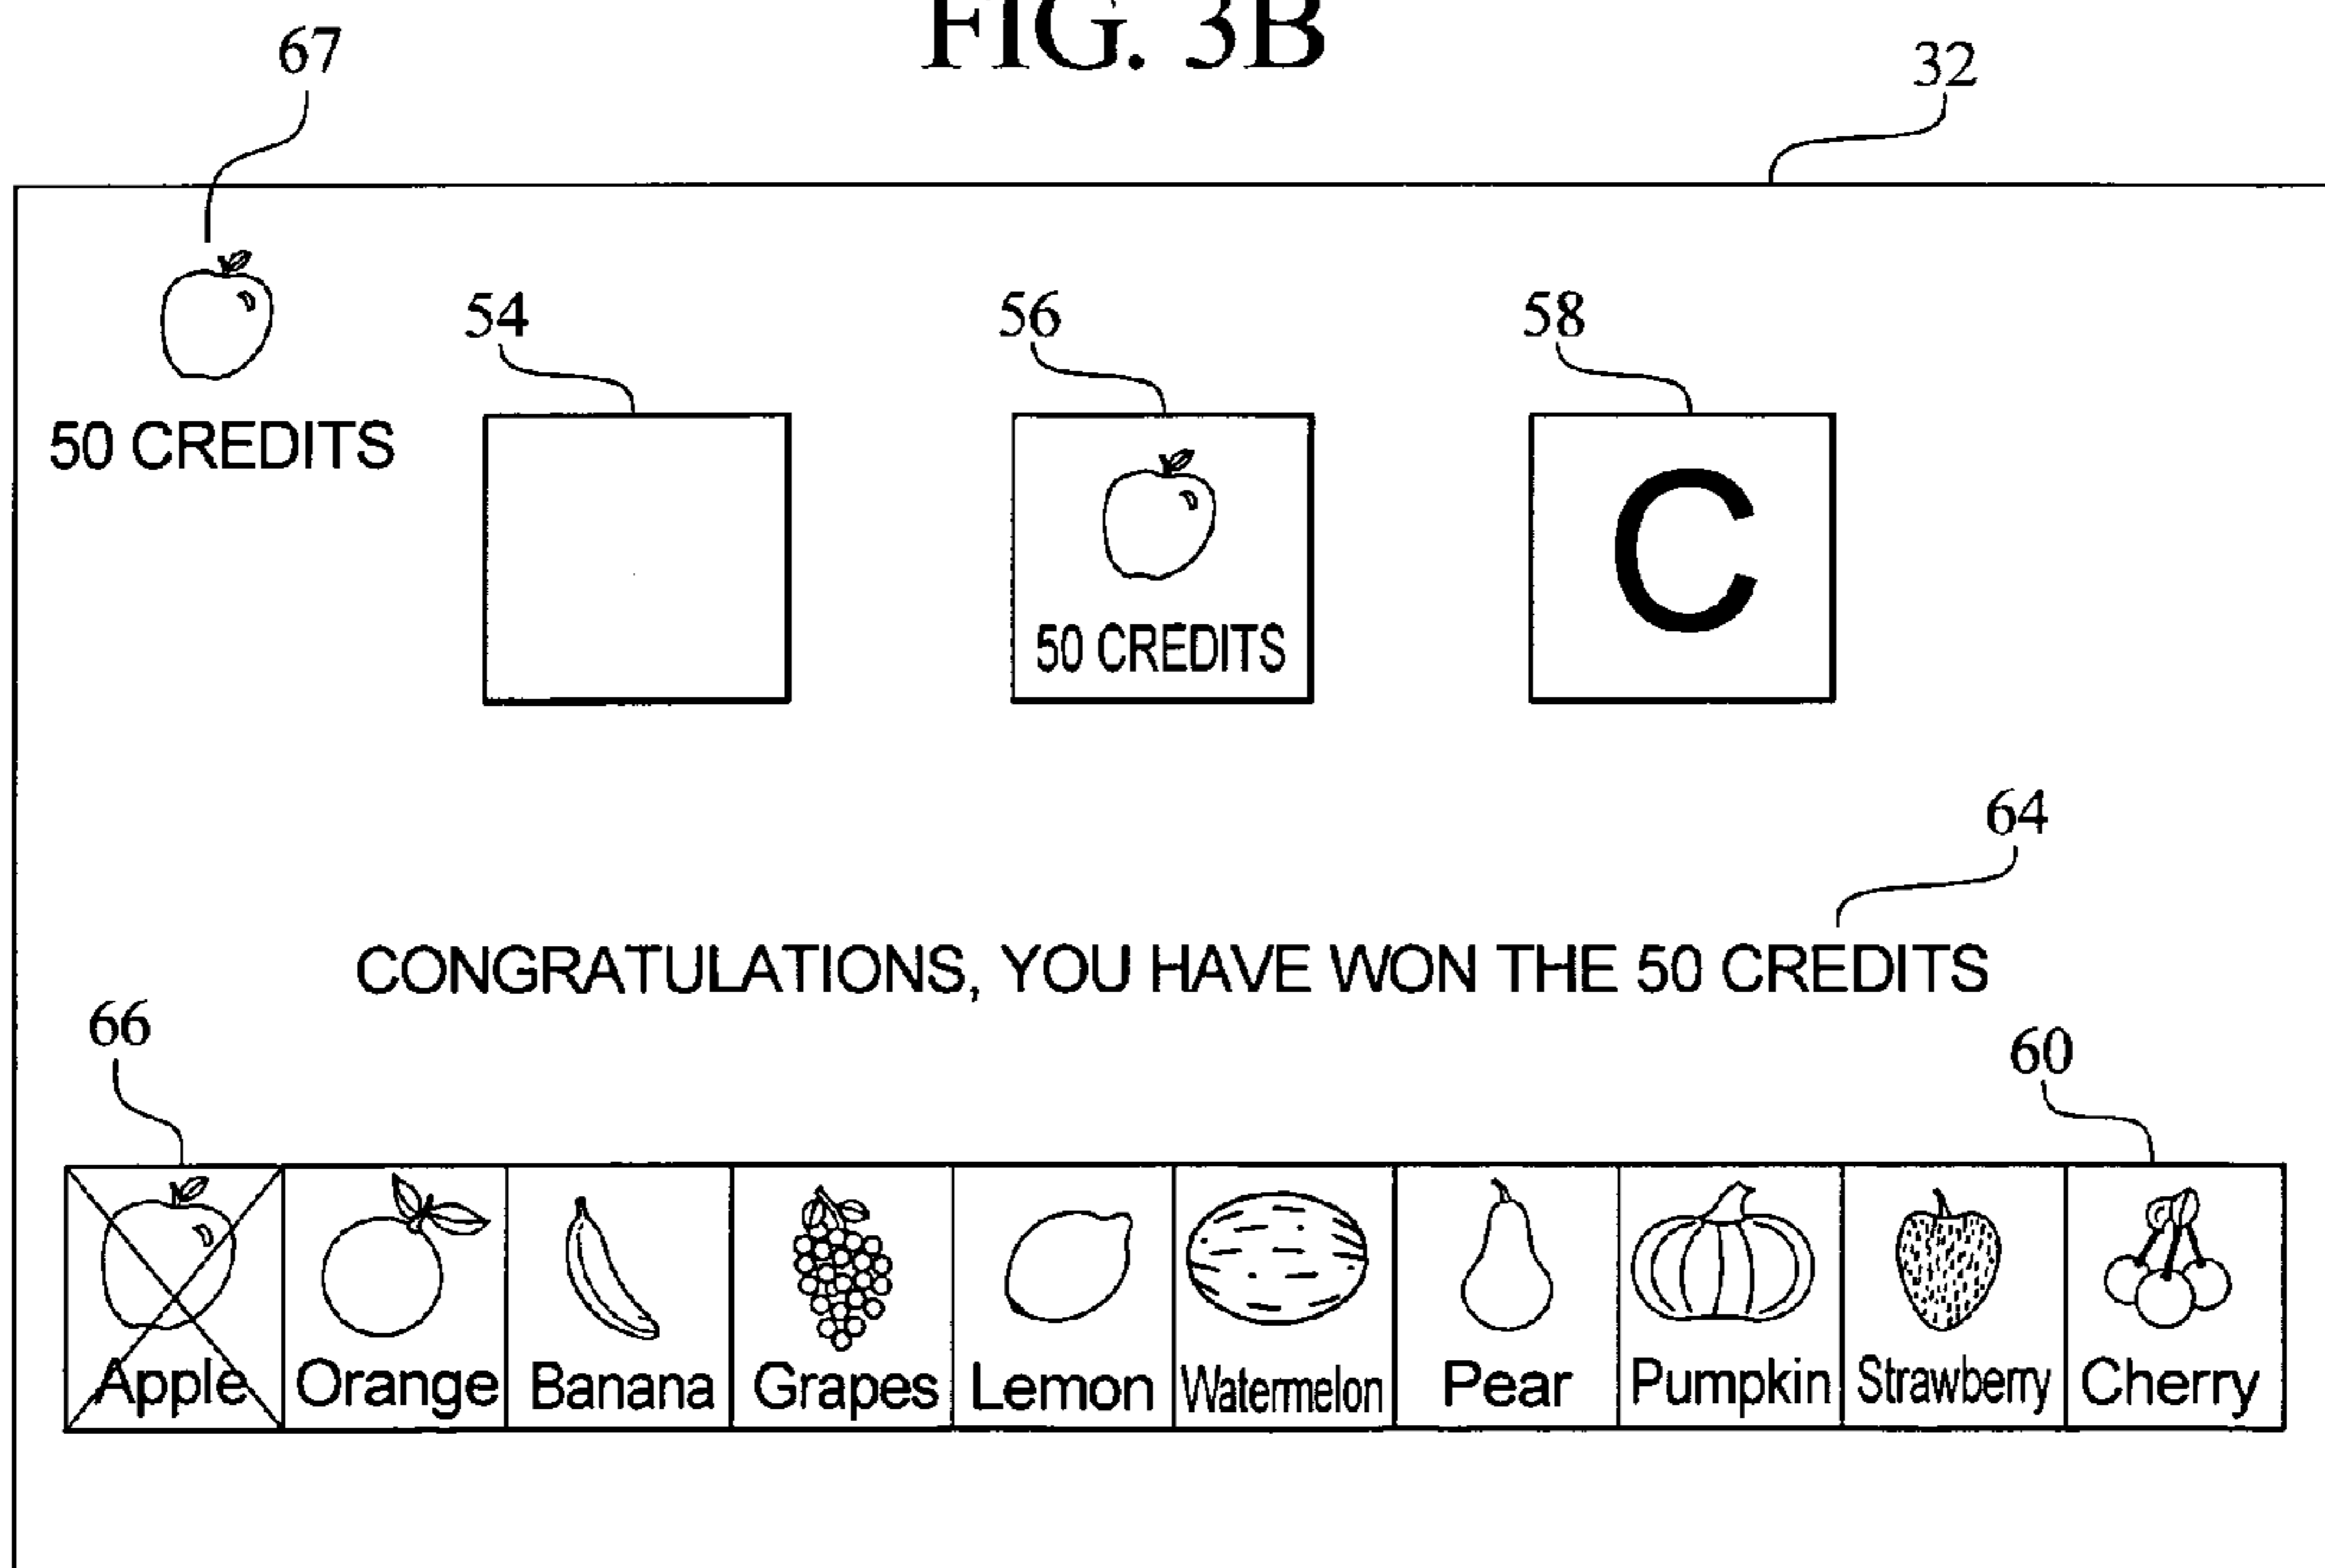 FIG. 3B
67
32
54
56
58
50 CREDITS
C
50 CREDITS
64
CONGRATULATIONS, YOU HAVE WON THE 50 CREDITS
66
60
Apple Orange Banana Grapes Lemon Watermelon Pear Pumpkin Strawberry Cherry